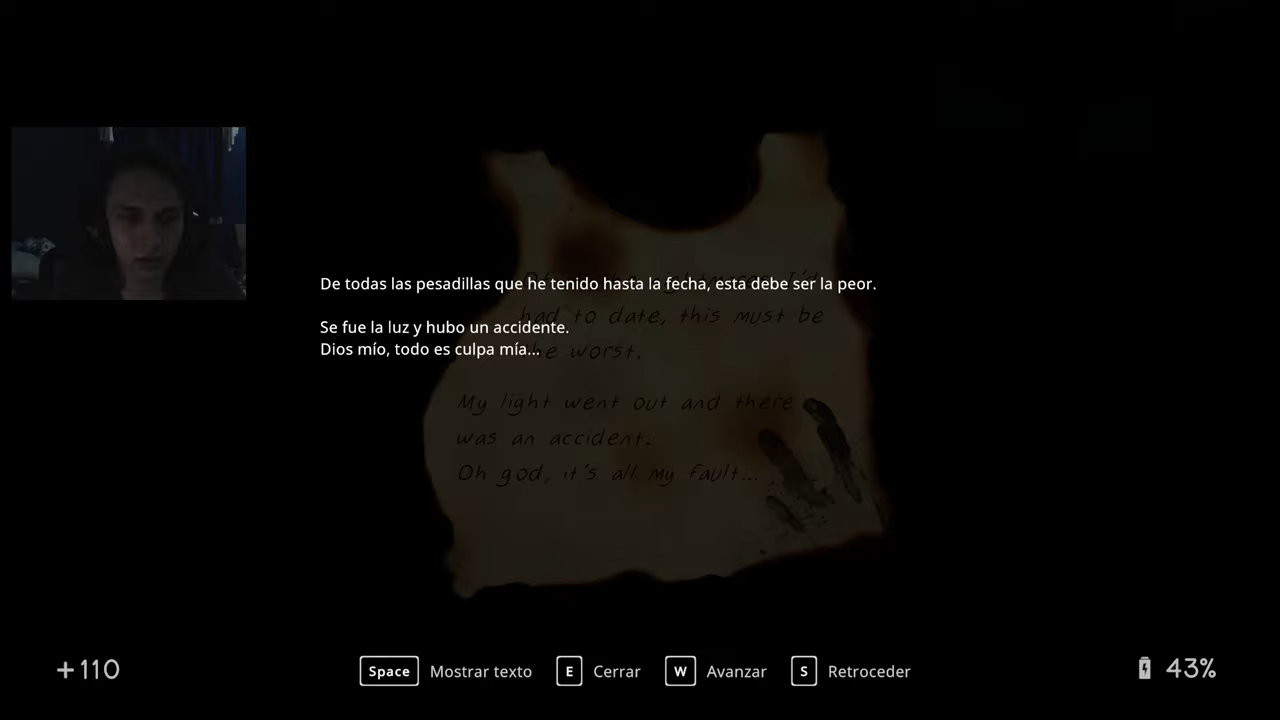 De todas las pesadillas que he tenido hasta la fecha, esta debe ser la peor.
had to date, this must be
Se fue la luz y hubo un accidente.
Dios mío, todo es culpa mía...
worst.
My light went out and there
was an accident.
Oh god, it's all my fault...
+110
Space Mostrar texto E Cerrar W Avanzar S Retroceder
43%